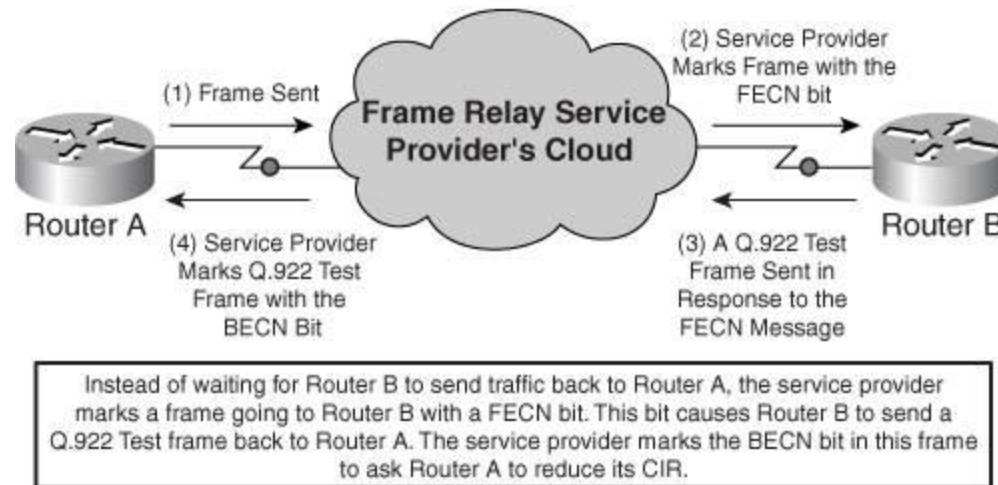 (1) Frame Sent
Frame Relay Service
Provider's Cloud
(2) Service Provider
Marks Frame with the
FECN bit
Router A
Router B
(4) Service Provider
Marks Q.922 Test
Frame with the
BECN Bit
(3) A Q.922 Test
Frame Sent in
Response to the
FECN Message
Instead of waiting for Router B to send traffic back to Router A, the service provider
marks a frame going to Router B with a FECN bit. This bit causes Router B to send a
Q.922 Test frame back to Router A. The service provider marks the BECN bit in this frame
to ask Router A to reduce its CIR.